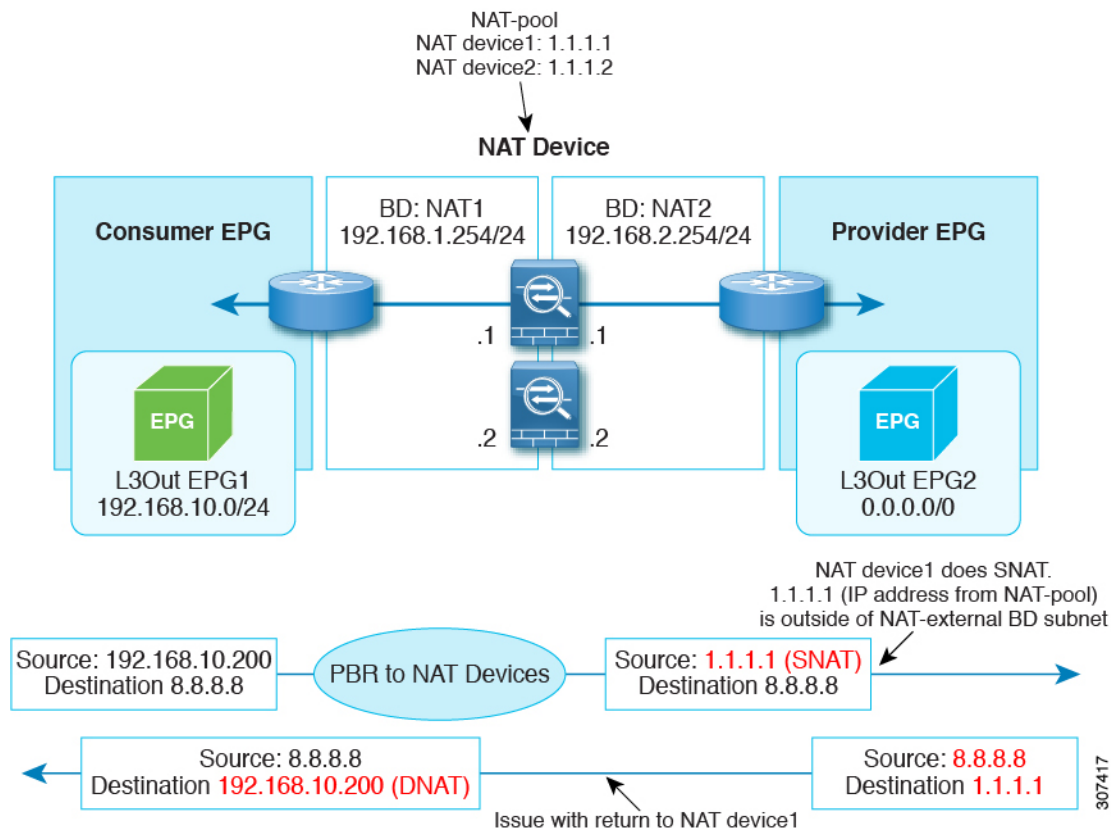 NAT-pool
NAT device1: 1.1.1.1
NAT device2: 1.1.1.2
NAT Device
Consumer EPG
BD: NAT1
192.168.1.254/24
BD: NAT2
192.168.2.254/24
Provider EPG
.1
.1
.2
.2
EPG
L3Out EPG1
192.168.10.0/24
EPG
L3Out EPG2
0.0.0.0/0
NAT device1 does SNAT.
1.1.1.1 (IP address from NAT-pool)
is outside of NAT-external BD subnet
Source: 192.168.10.200
Destination 8.8.8.8
PBR to NAT Devices
Source: 1.1.1.1 (SNAT)
Destination 8.8.8.8
Source: 8.8.8.8
Destination 192.168.10.200 (DNAT)
Source: 8.8.8.8
Destination 1.1.1.1
Issue with return to NAT device1
307417